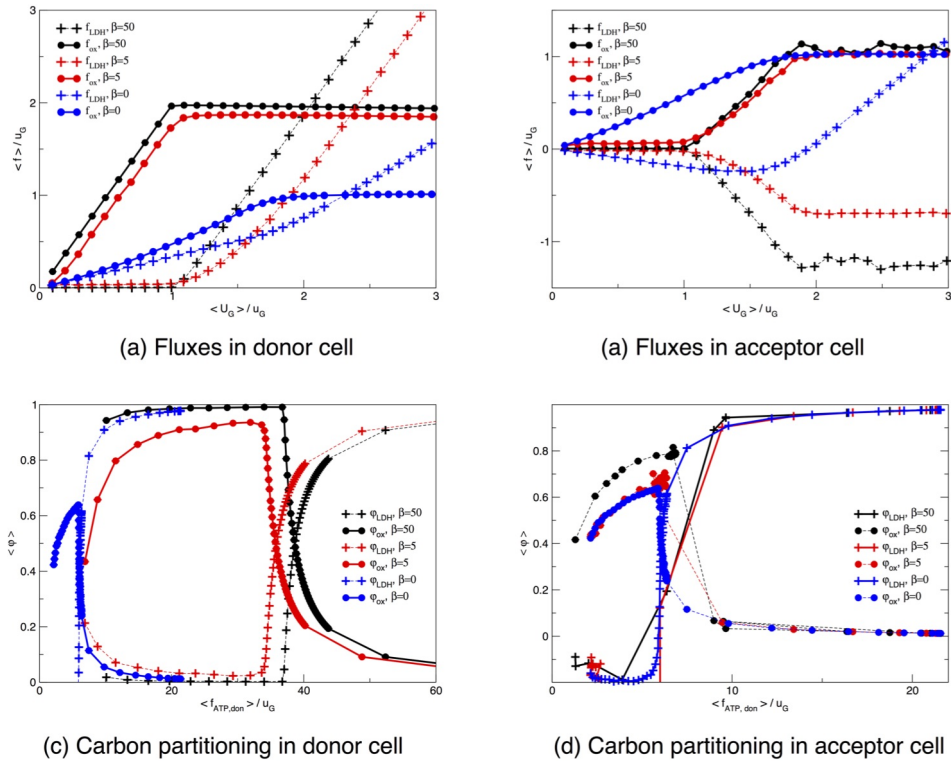 3
2
1
0
0
1
2
3
< f > / u_G
< U_G > / u_G
f_LDH, β=50
f_ox, β=50
f_LDH, β=5
f_ox, β=5
f_LDH, β=0
f_ox, β=0
(a) Fluxes in donor cell
1
0
-1
0
1
2
3
< f > / u_G
< U_G > / u_G
f_LDH, β=50
f_ox, β=50
f_LDH, β=5
f_ox, β=5
f_LDH, β=0
f_ox, β=0
(a) Fluxes in acceptor cell
1
0.8
0.6
0.4
0.2
0
0
20
40
60
< φ >
< f_ATP,don > / u_G
φ_LDH, β=50
φ_ox, β=50
φ_LDH, β=5
φ_ox, β=5
φ_LDH, β=0
φ_ox, β=0
(c) Carbon partitioning in donor cell
0.8
0.6
0.4
0.2
0
0
10
20
< φ >
< f_ATP, don > / u_G
φ_LDH, β=50
φ_ox, β=50
φ_LDH, β=5
φ_ox, β=5
φ_LDH, β=0
φ_ox, β=0
(d) Carbon partitioning in acceptor cell